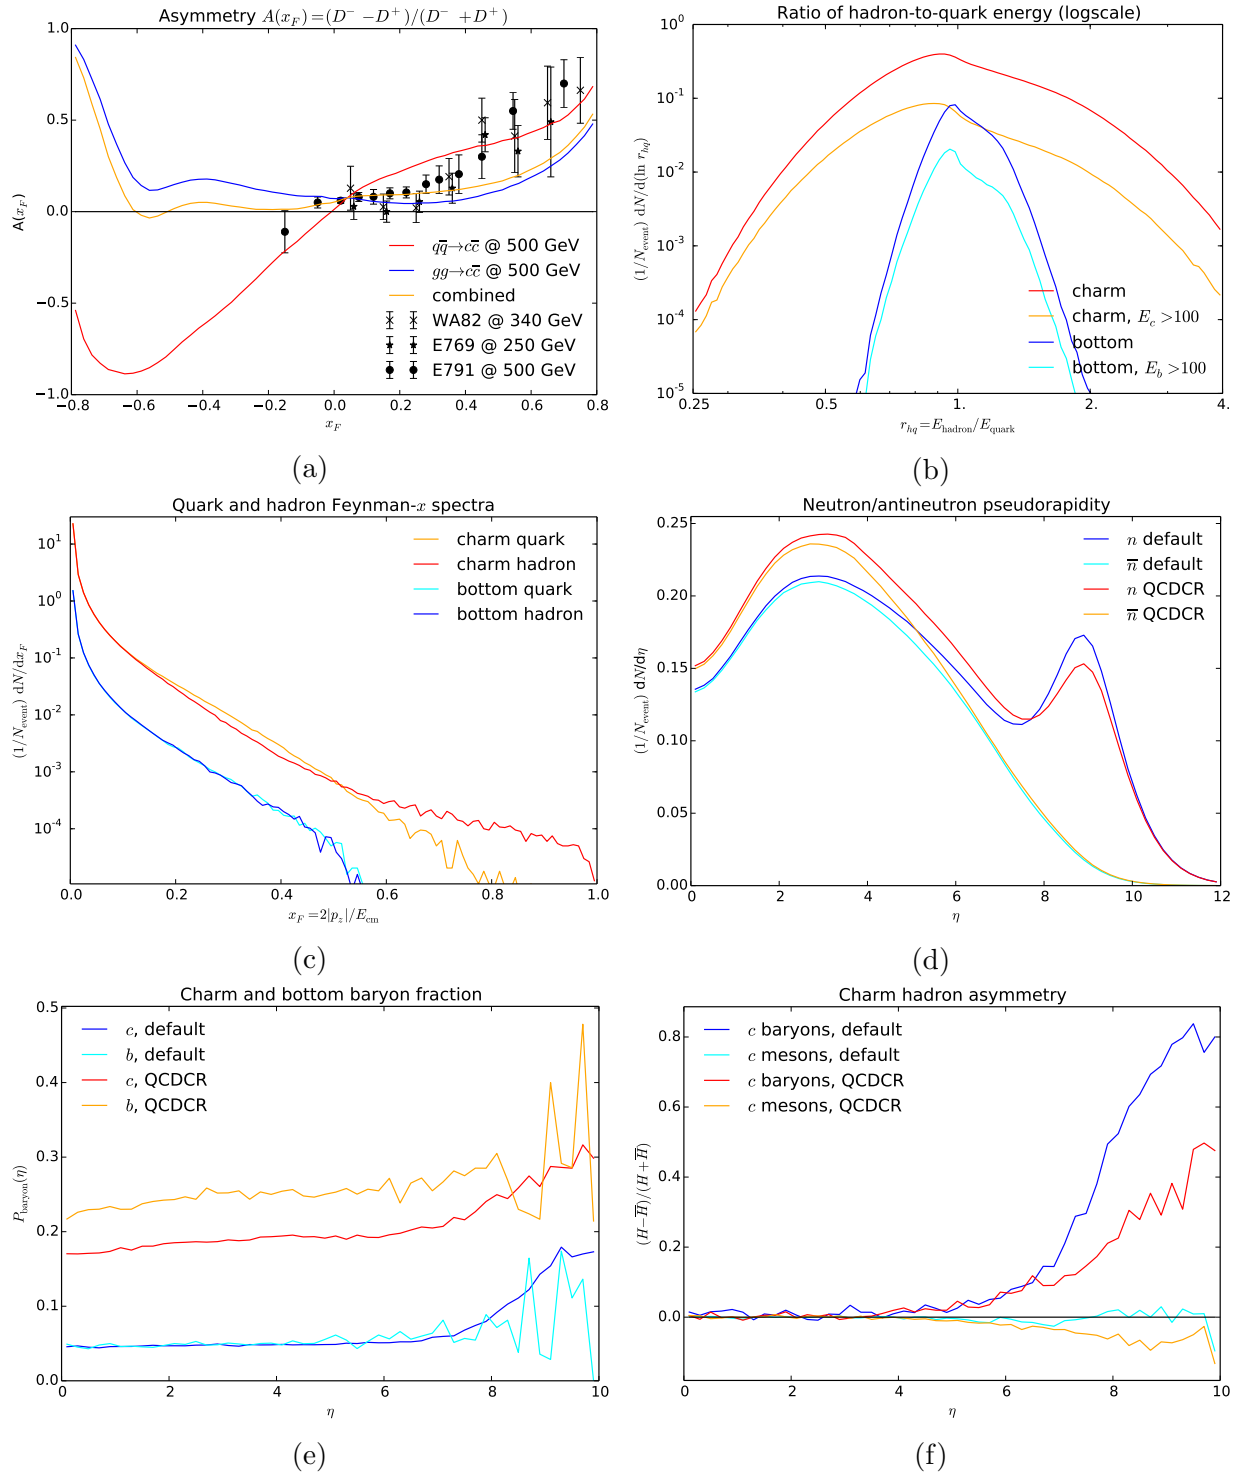 Asymmetry A(x_F)=(D⁻ −D⁺)/(D⁻ +D⁺)
1.0
0.5
0.0
−0.5
−1.0
A(x_F)
−0.8 −0.6 −0.4 −0.2 0.0 0.2 0.4 0.6 0.8
x_F
qq̅→cc̅ @ 500 GeV
gg→cc̅ @ 500 GeV
combined
WA82 @ 340 GeV
E769 @ 250 GeV
E791 @ 500 GeV
(a)
Ratio of hadron-to-quark energy (logscale)
10⁰
10⁻¹
10⁻²
10⁻³
10⁻⁴
10⁻⁵
(1/N_event) dN/d(ln r_hq)
0.25 0.5 1. 2. 4.
r_hq=E_hadron/E_quark
charm
charm, E_c >100
bottom
bottom, E_b >100
(b)
Quark and hadron Feynman-x spectra
10¹
10⁰
10⁻¹
10⁻²
10⁻³
10⁻⁴
(1/N_event) dN/dx_F
0.0 0.2 0.4 0.6 0.8 1.0
x_F =2|p_z|/E_cm
charm quark
charm hadron
bottom quark
bottom hadron
(c)
Neutron/antineutron pseudorapidity
0.25
0.20
0.15
0.10
0.05
0.00
(1/N_event) dN/dη
0 2 4 6 8 10 12
η
n default
n̅ default
n QCDCR
n̅ QCDCR
(d)
Charm and bottom baryon fraction
0.5
0.4
0.3
0.2
0.1
0.0
P_baryon(η)
0 2 4 6 8 10
η
c, default
b, default
c, QCDCR
b, QCDCR
(e)
Charm hadron asymmetry
0.8
0.6
0.4
0.2
0.0
(H−H̅)/(H+H̅)
0 2 4 6 8 10
η
c baryons, default
c mesons, default
c baryons, QCDCR
c mesons, QCDCR
(f)